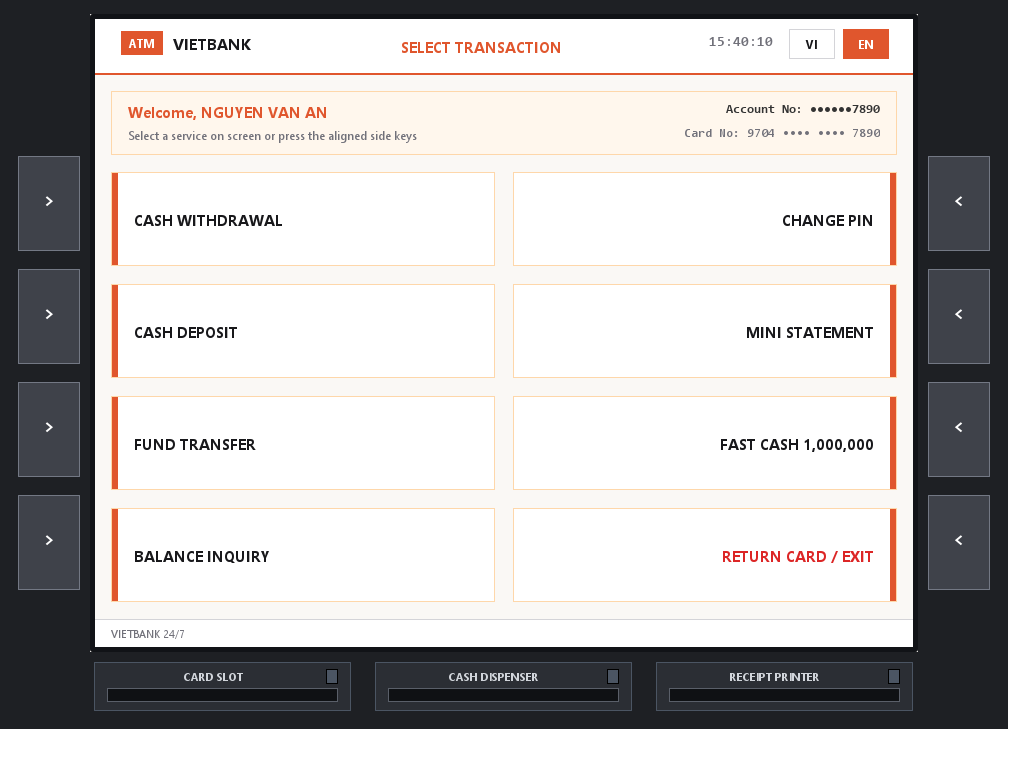 ATM VIETBANK SELECT TRANSACTION 15:40:10 VI EN
Welcome, NGUYEN VAN AN
Account No: ••••••7890
Select a service on screen or press the aligned side keys
Card No: 9704 •••• •••• 7890
> CASH WITHDRAWAL CHANGE PIN <
> CASH DEPOSIT MINI STATEMENT <
> FUND TRANSFER FAST CASH 1,000,000 <
> BALANCE INQUIRY RETURN CARD / EXIT <
VIETBANK 24/7
CARD SLOT CASH DISPENSER RECEIPT PRINTER